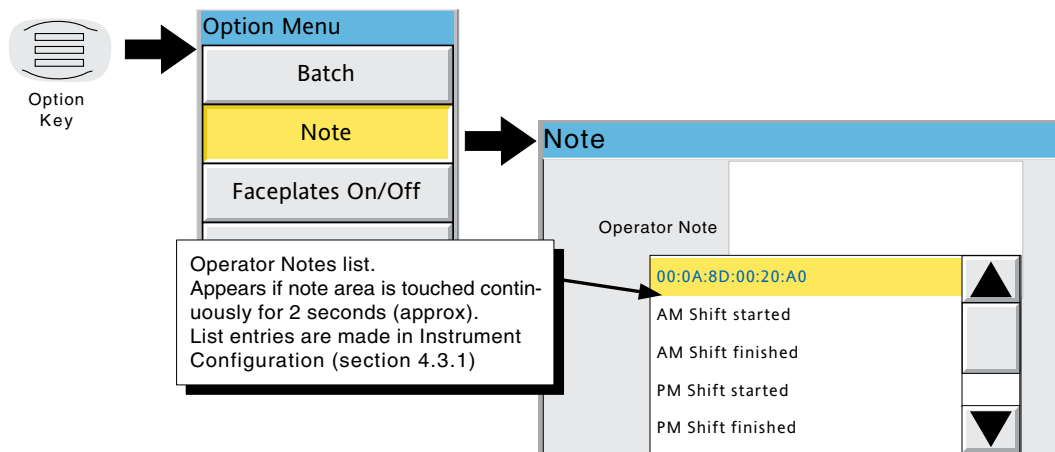 Option
Key
Option Menu
Batch
Note
Faceplates On/Off
Operator Notes list.
Appears if note area is touched contin-
uously for 2 seconds (approx).
List entries are made in Instrument
Configuration (section 4.3.1)
Note
Operator Note
00:0A:8D:00:20:A0
AM Shift started
AM Shift finished
PM Shift started
PM Shift finished